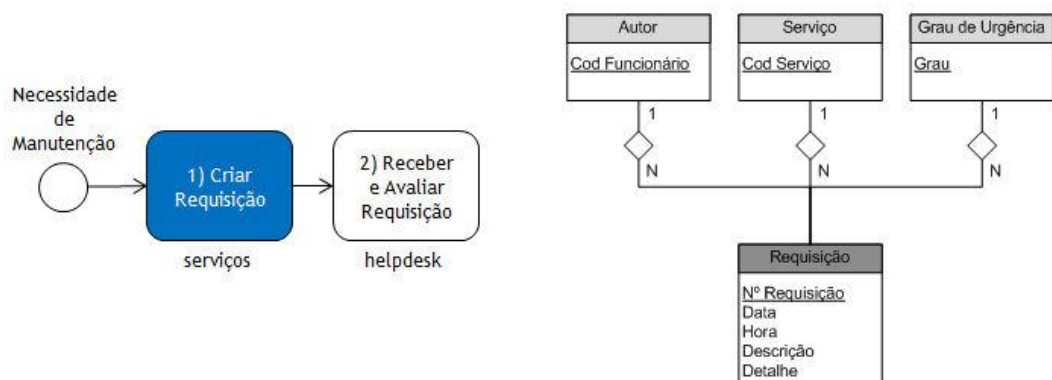 Necessidade
de
Manutenção
1) Criar
Requisição
serviços
2) Receber
e Avaliar
Requisição
helpdesk
Autor
Cod Funcionário
Serviço
Cod Serviço
Grau de Urgência
Grau
1
1
1
N
N
N
Requisição
Nº Requisição
Data
Hora
Descrição
Detalhe